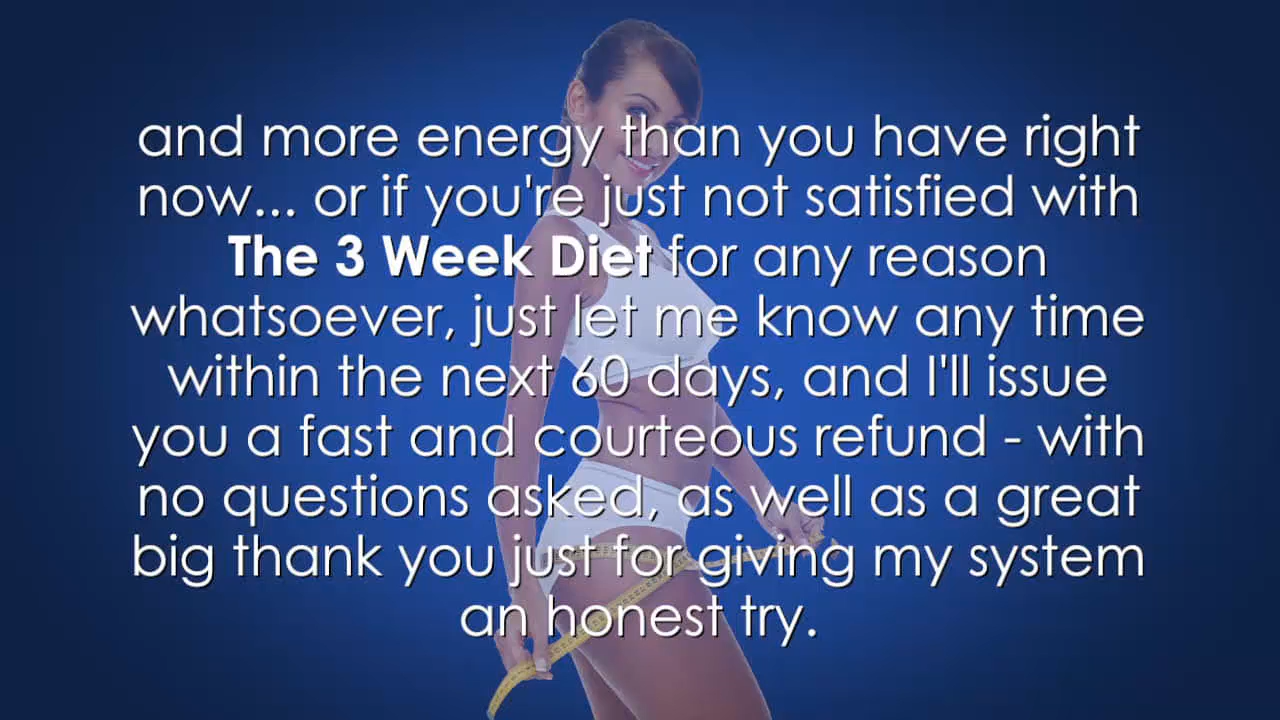 and more energy than you have right
now... or if you're just not satisfied with
The 3 Week Diet for any reason
whatsoever, just let me know any time
within the next 60 days, and I'll issue
you a fast and courteous refund - with
no questions asked, as well as a great
big thank you just for giving my system
an honest try.